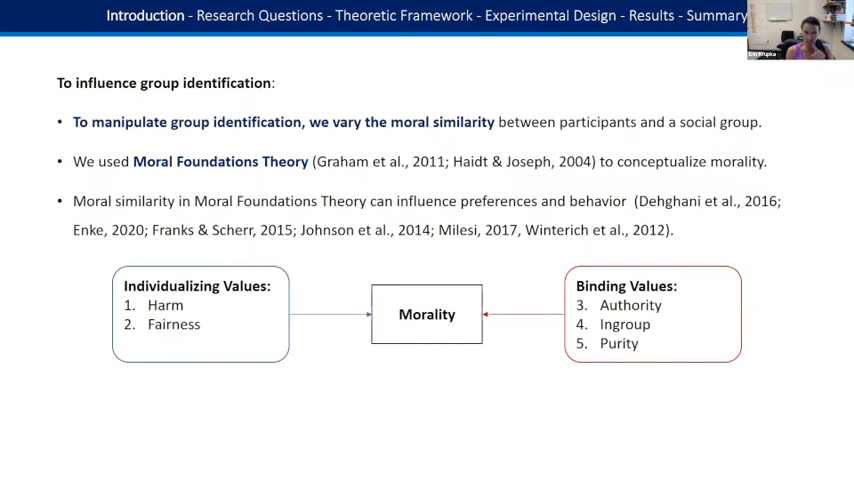 Introduction - Research Questions - Theoretic Framework - Experimental Design - Results - Summary
Erin Krupka
To influence group identification:
• To manipulate group identification, we vary the moral similarity between participants and a social group.
• We used Moral Foundations Theory (Graham et al., 2011; Haidt & Joseph, 2004) to conceptualize morality.
• Moral similarity in Moral Foundations Theory can influence preferences and behavior (Dehghani et al., 2016;
Enke, 2020; Franks & Scherr, 2015; Johnson et al., 2014; Milesi, 2017, Winterich et al., 2012).
Individualizing Values:
1. Harm
2. Fairness
Morality
Binding Values:
3. Authority
4. Ingroup
5. Purity